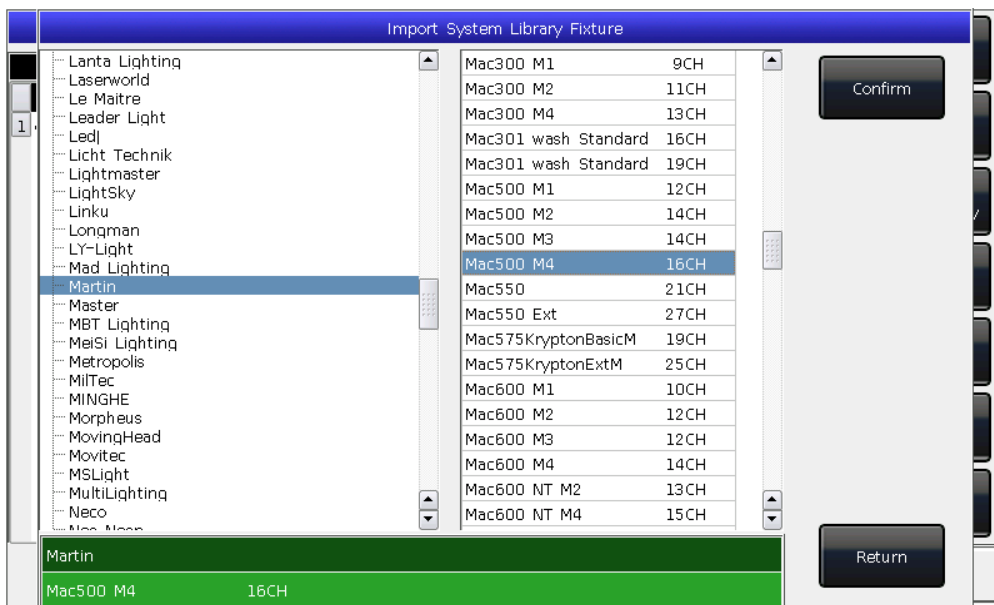 Import System Library Fixture
Lanta Lighting
Laserworld
Le Maitre
Leader Light
Led|
Licht Technik
Lightmaster
LightSky
Linku
Longman
LY-Light
Mad Lighting
Martin
Master
MBT Lighting
MeiSi Lighting
Metropolis
MilTec
MINGHE
Morpheus
MovingHead
Movitec
MSLight
MultiLighting
Neco
Mac300 M1 9CH
Mac300 M2 11CH
Mac300 M4 13CH
Mac301 wash Standard 16CH
Mac301 wash Standard 19CH
Mac500 M1 12CH
Mac500 M2 14CH
Mac500 M3 14CH
Mac500 M4 16CH
Mac550 21CH
Mac550 Ext 27CH
Mac575KryptonBasicM 19CH
Mac575KryptonExtM 25CH
Mac600 M1 10CH
Mac600 M2 12CH
Mac600 M3 12CH
Mac600 M4 14CH
Mac600 NT M2 13CH
Mac600 NT M4 15CH
Confirm
Return
1
Martin
Mac500 M4 16CH